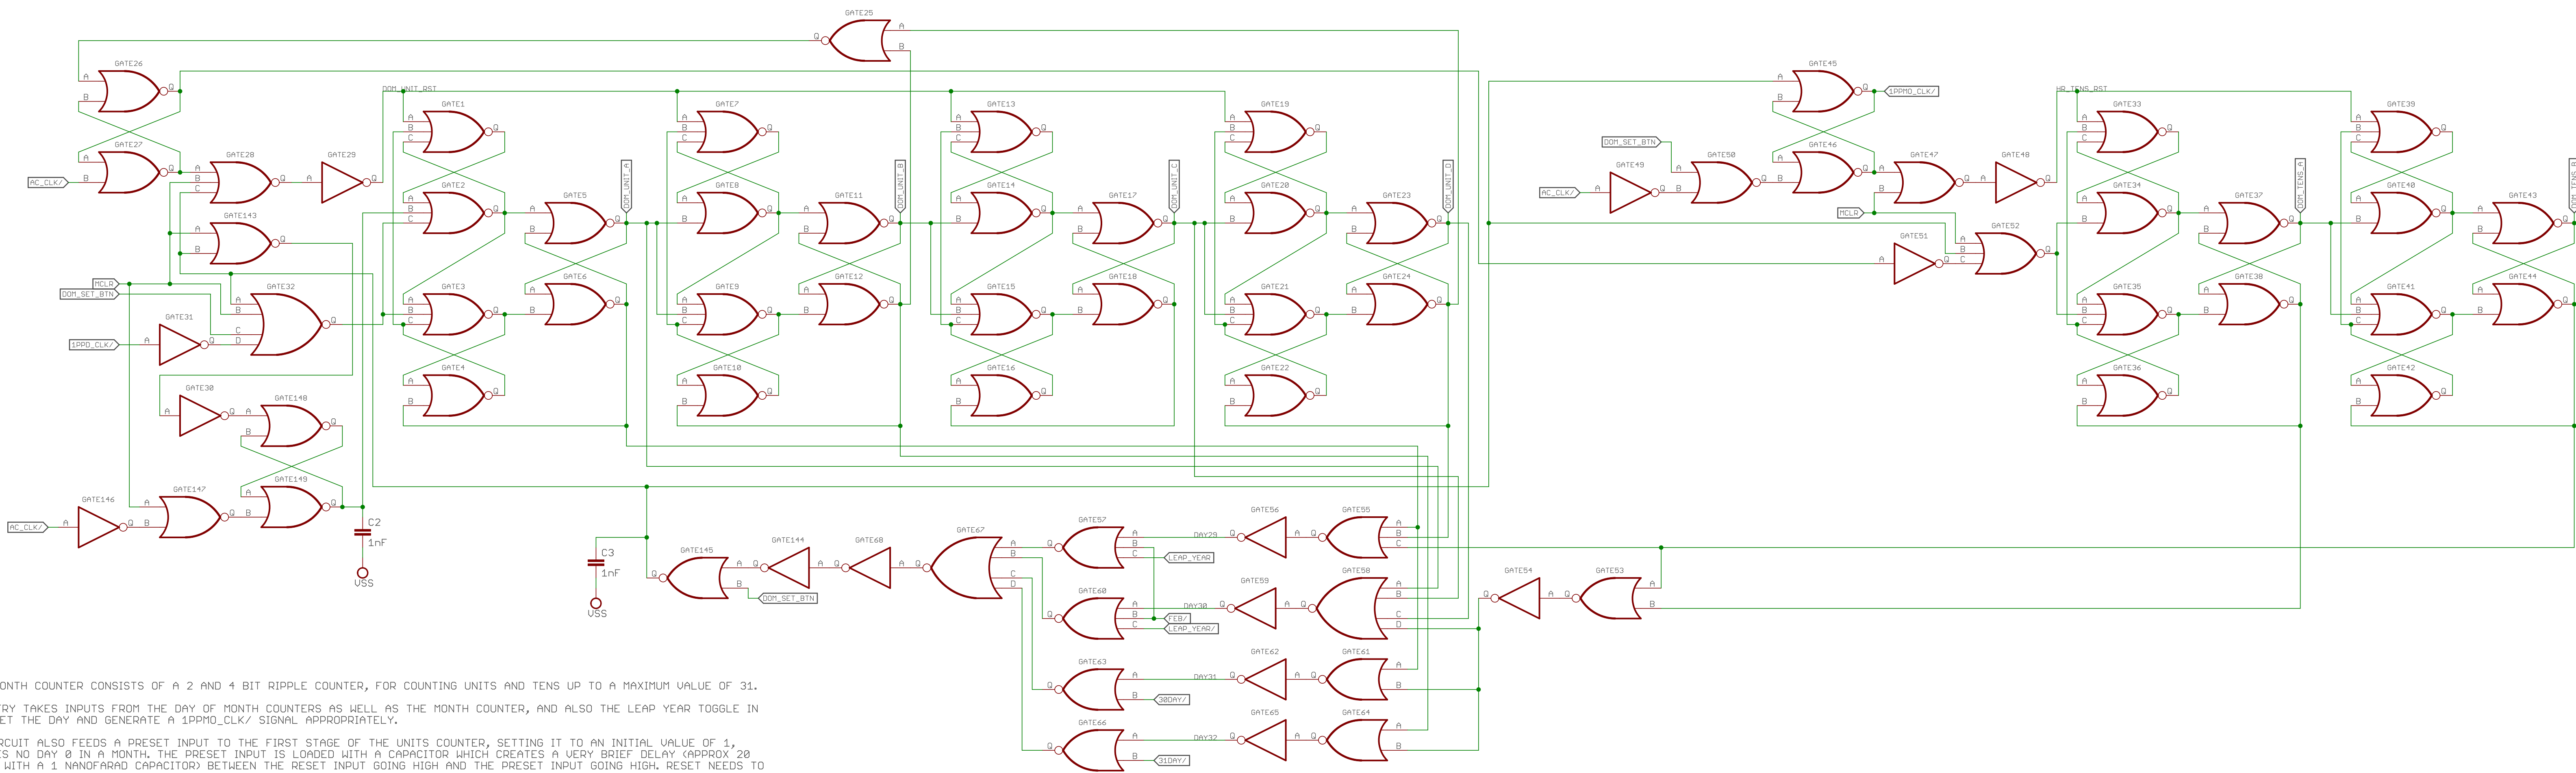 GATE25
A
Q
B
GATE26
A
Q
B
GATE27
A
Q
AC_CLK/
B
GATE28
A
B
C
Q
GATE29
A
Q
GATE143
A
B
Q
MCLR
DOM_SET_BTN
GATE32
A
B
C
D
Q
GATE31
1PPD_CLK/
A
Q
GATE30
A
Q
GATE148
A
B
Q
GATE149
A
B
Q
GATE147
A
B
Q
GATE146
AC_CLK/
A
Q
C2
1nF
VSS
DOM_UNIT_RST
GATE1
A
B
C
Q
GATE2
B
C
Q
GATE3
A
B
C
Q
GATE4
A
B
Q
GATE5
A
B
Q
GATE6
A
B
Q
DOM_UNIT_A
GATE7
A
B
C
Q
GATE8
A
B
Q
GATE9
A
B
C
Q
GATE10
A
B
Q
GATE11
A
B
Q
GATE12
A
B
Q
DOM_UNIT_B
GATE13
A
B
C
Q
GATE14
A
B
Q
GATE15
A
B
C
Q
GATE16
A
B
Q
GATE17
A
B
Q
GATE18
A
B
Q
DOM_UNIT_C
GATE19
A
B
C
Q
GATE20
A
B
Q
GATE21
A
B
C
Q
GATE22
A
B
Q
GATE23
A
B
Q
GATE24
A
B
Q
DOM_UNIT_D
GATE45
A
B
Q
1PPMO_CLK/
DOM_SET_BTN
GATE49
AC_CLK/
A
Q
GATE50
A
B
Q
GATE46
A
B
Q
GATE47
A
B
Q
GATE48
A
Q
MCLR
GATE51
A
Q
GATE52
A
B
C
Q
HR_TENS_RST
GATE33
A
B
C
Q
GATE34
A
B
Q
GATE35
A
B
C
Q
GATE36
A
B
Q
GATE37
A
B
Q
GATE38
A
B
Q
DOM_TENS_A
GATE39
A
B
C
Q
GATE40
A
B
Q
GATE41
A
B
C
Q
GATE42
A
B
Q
GATE43
A
B
Q
GATE44
A
B
Q
DOM_TENS_B
C3
1nF
VSS
GATE145
Q
A
B
DOM_SET_BTN
GATE144
Q
A
GATE68
Q
A
GATE67
Q
A
B
C
D
GATE57
Q
A
B
C
LEAP_YEAR
DAY29
GATE56
Q
A
GATE55
Q
A
B
C
GATE60
Q
A
B
C
FEB/
LEAP_YEAR/
DAY30
GATE59
Q
A
GATE58
Q
A
B
C
D
GATE54
Q
A
GATE53
Q
A
B
GATE63
Q
A
B
30DAY/
DAY31
GATE62
Q
A
GATE61
Q
A
B
GATE66
Q
A
B
31DAY/
DAY32
GATE65
Q
A
GATE64
Q
A
B
ONTH COUNTER CONSISTS OF A 2 AND 4 BIT RIPPLE COUNTER, FOR COUNTING UNITS AND TENS UP TO A MAXIMUM VALUE OF 31.
TRY TAKES INPUTS FROM THE DAY OF MONTH COUNTERS AS WELL AS THE MONTH COUNTER, AND ALSO THE LEAP YEAR TOGGLE IN
ET THE DAY AND GENERATE A 1PPMO_CLK/ SIGNAL APPROPRIATELY.
RCUIT ALSO FEEDS A PRESET INPUT TO THE FIRST STAGE OF THE UNITS COUNTER, SETTING IT TO AN INITIAL VALUE OF 1,
IS NO DAY 0 IN A MONTH. THE PRESET INPUT IS LOADED WITH A CAPACITOR WHICH CREATES A VERY BRIEF DELAY (APPROX 20
WITH A 1 NANOFARAD CAPACITOR) BETWEEN THE RESET INPUT GOING HIGH AND THE PRESET INPUT GOING HIGH. RESET NEEDS TO